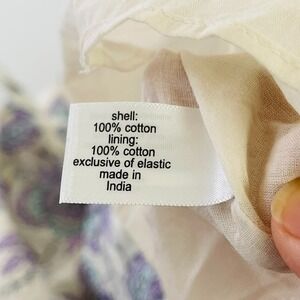 shell:
100% cotton
lining:
100% cotton
exclusive of elastic
made in
India